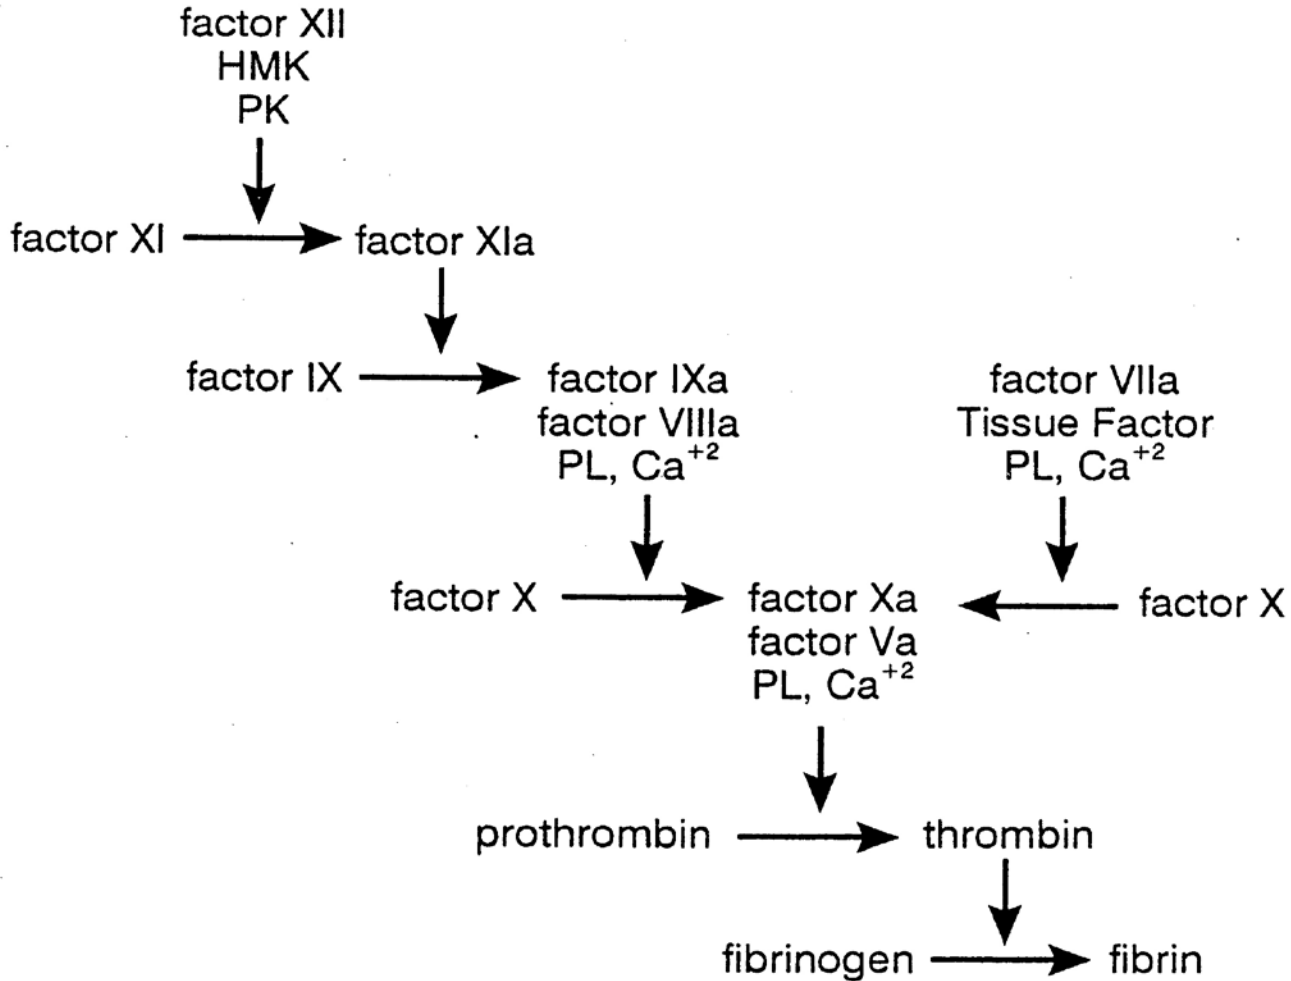 factor XII
HMK
PK
factor XI
factor XIa
factor IX
factor IXa
factor VIIIa
PL, Ca⁺²
factor VIIa
Tissue Factor
PL, Ca⁺²
factor X
factor Xa
factor Va
PL, Ca⁺²
factor X
prothrombin
thrombin
fibrinogen
fibrin